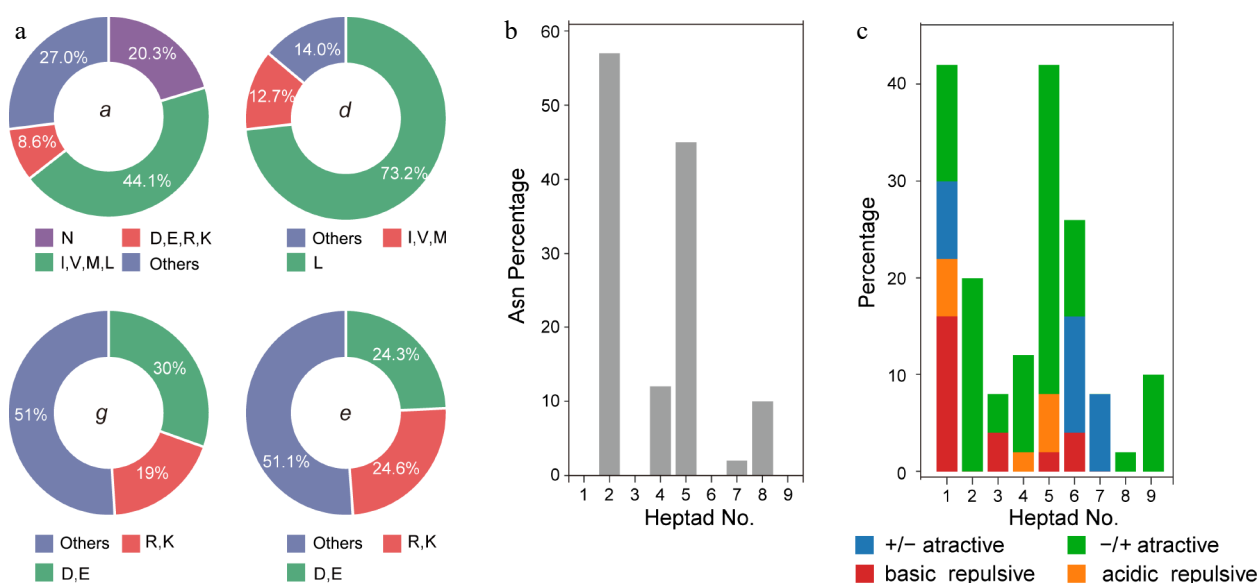 a
27.0%
20.3%
a
8.6%
44.1%
N
D,E,R,K
I,V,M,L
Others
14.0%
12.7%
d
73.2%
Others
I,V,M
L
51%
30%
g
19%
Others
R,K
D,E
24.3%
e
51.1%
24.6%
Others
R,K
D,E
b
Asn Percentage
60
50
40
30
20
10
0
1 2 3 4 5 6 7 8 9
Heptad No.
c
Percentage
40
30
20
10
0
1 2 3 4 5 6 7 8 9
Heptad No.
+/− atractive
−/+ atractive
basic repulsive
acidic repulsive